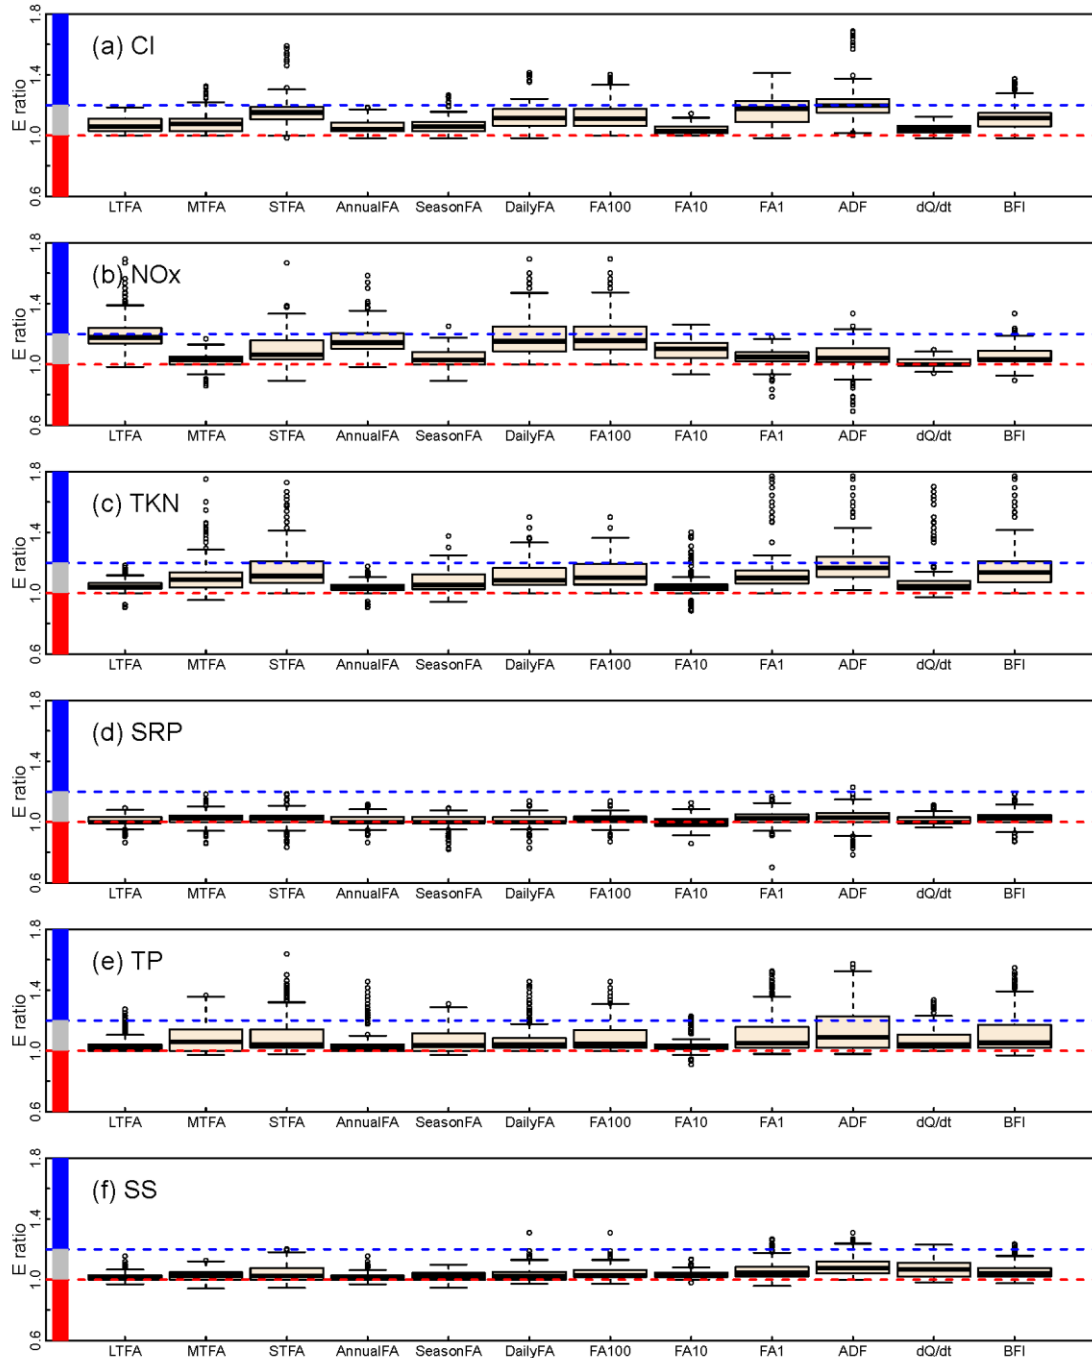 (a) Cl
E ratio
0.6 1.0 1.4 1.8
LTFA MTFA STFA AnnualFA SeasonFA DailyFA FA100 FA10 FA1 ADF dQ/dt BFI
(b) NOx
E ratio
0.6 1.0 1.4 1.8
LTFA MTFA STFA AnnualFA SeasonFA DailyFA FA100 FA10 FA1 ADF dQ/dt BFI
(c) TKN
E ratio
0.6 1.0 1.4 1.8
LTFA MTFA STFA AnnualFA SeasonFA DailyFA FA100 FA10 FA1 ADF dQ/dt BFI
(d) SRP
E ratio
0.6 1.0 1.4 1.8
LTFA MTFA STFA AnnualFA SeasonFA DailyFA FA100 FA10 FA1 ADF dQ/dt BFI
(e) TP
E ratio
0.6 1.0 1.4 1.8
LTFA MTFA STFA AnnualFA SeasonFA DailyFA FA100 FA10 FA1 ADF dQ/dt BFI
(f) SS
E ratio
0.6 1.0 1.4 1.8
LTFA MTFA STFA AnnualFA SeasonFA DailyFA FA100 FA10 FA1 ADF dQ/dt BFI